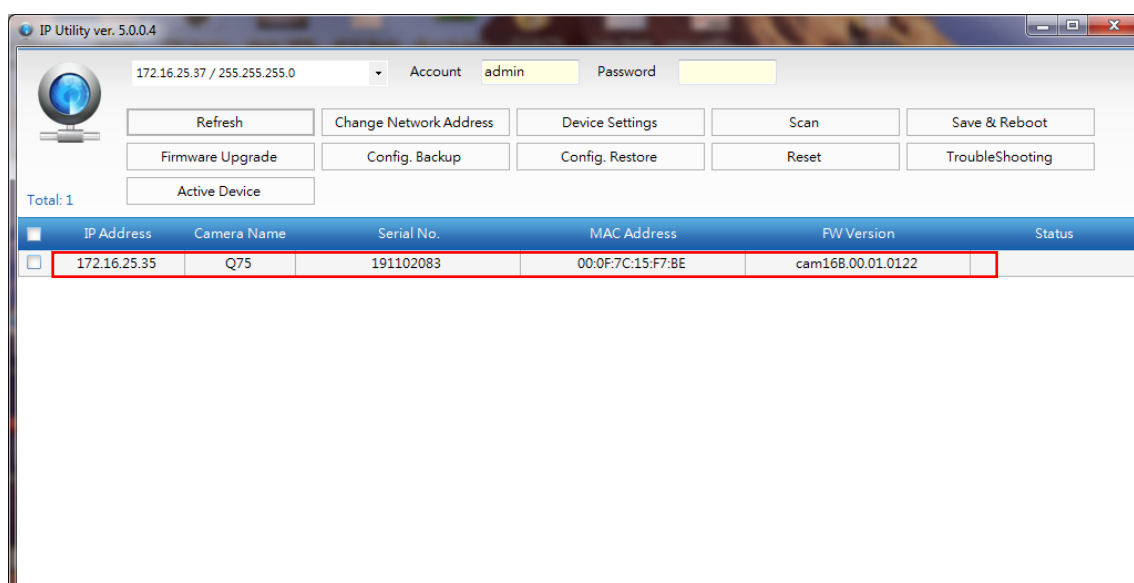 IP Utility ver. 5.0.0.4
172.16.25.37 / 255.255.255.0 Account admin Password
Refresh Change Network Address Device Settings Scan Save & Reboot
Firmware Upgrade Config. Backup Config. Restore Reset TroubleShooting
Active Device
Total: 1
IP Address Camera Name Serial No. MAC Address FW Version Status
172.16.25.35 Q75 191102083 00:0F:7C:15:F7:BE cam16B.00.01.0122